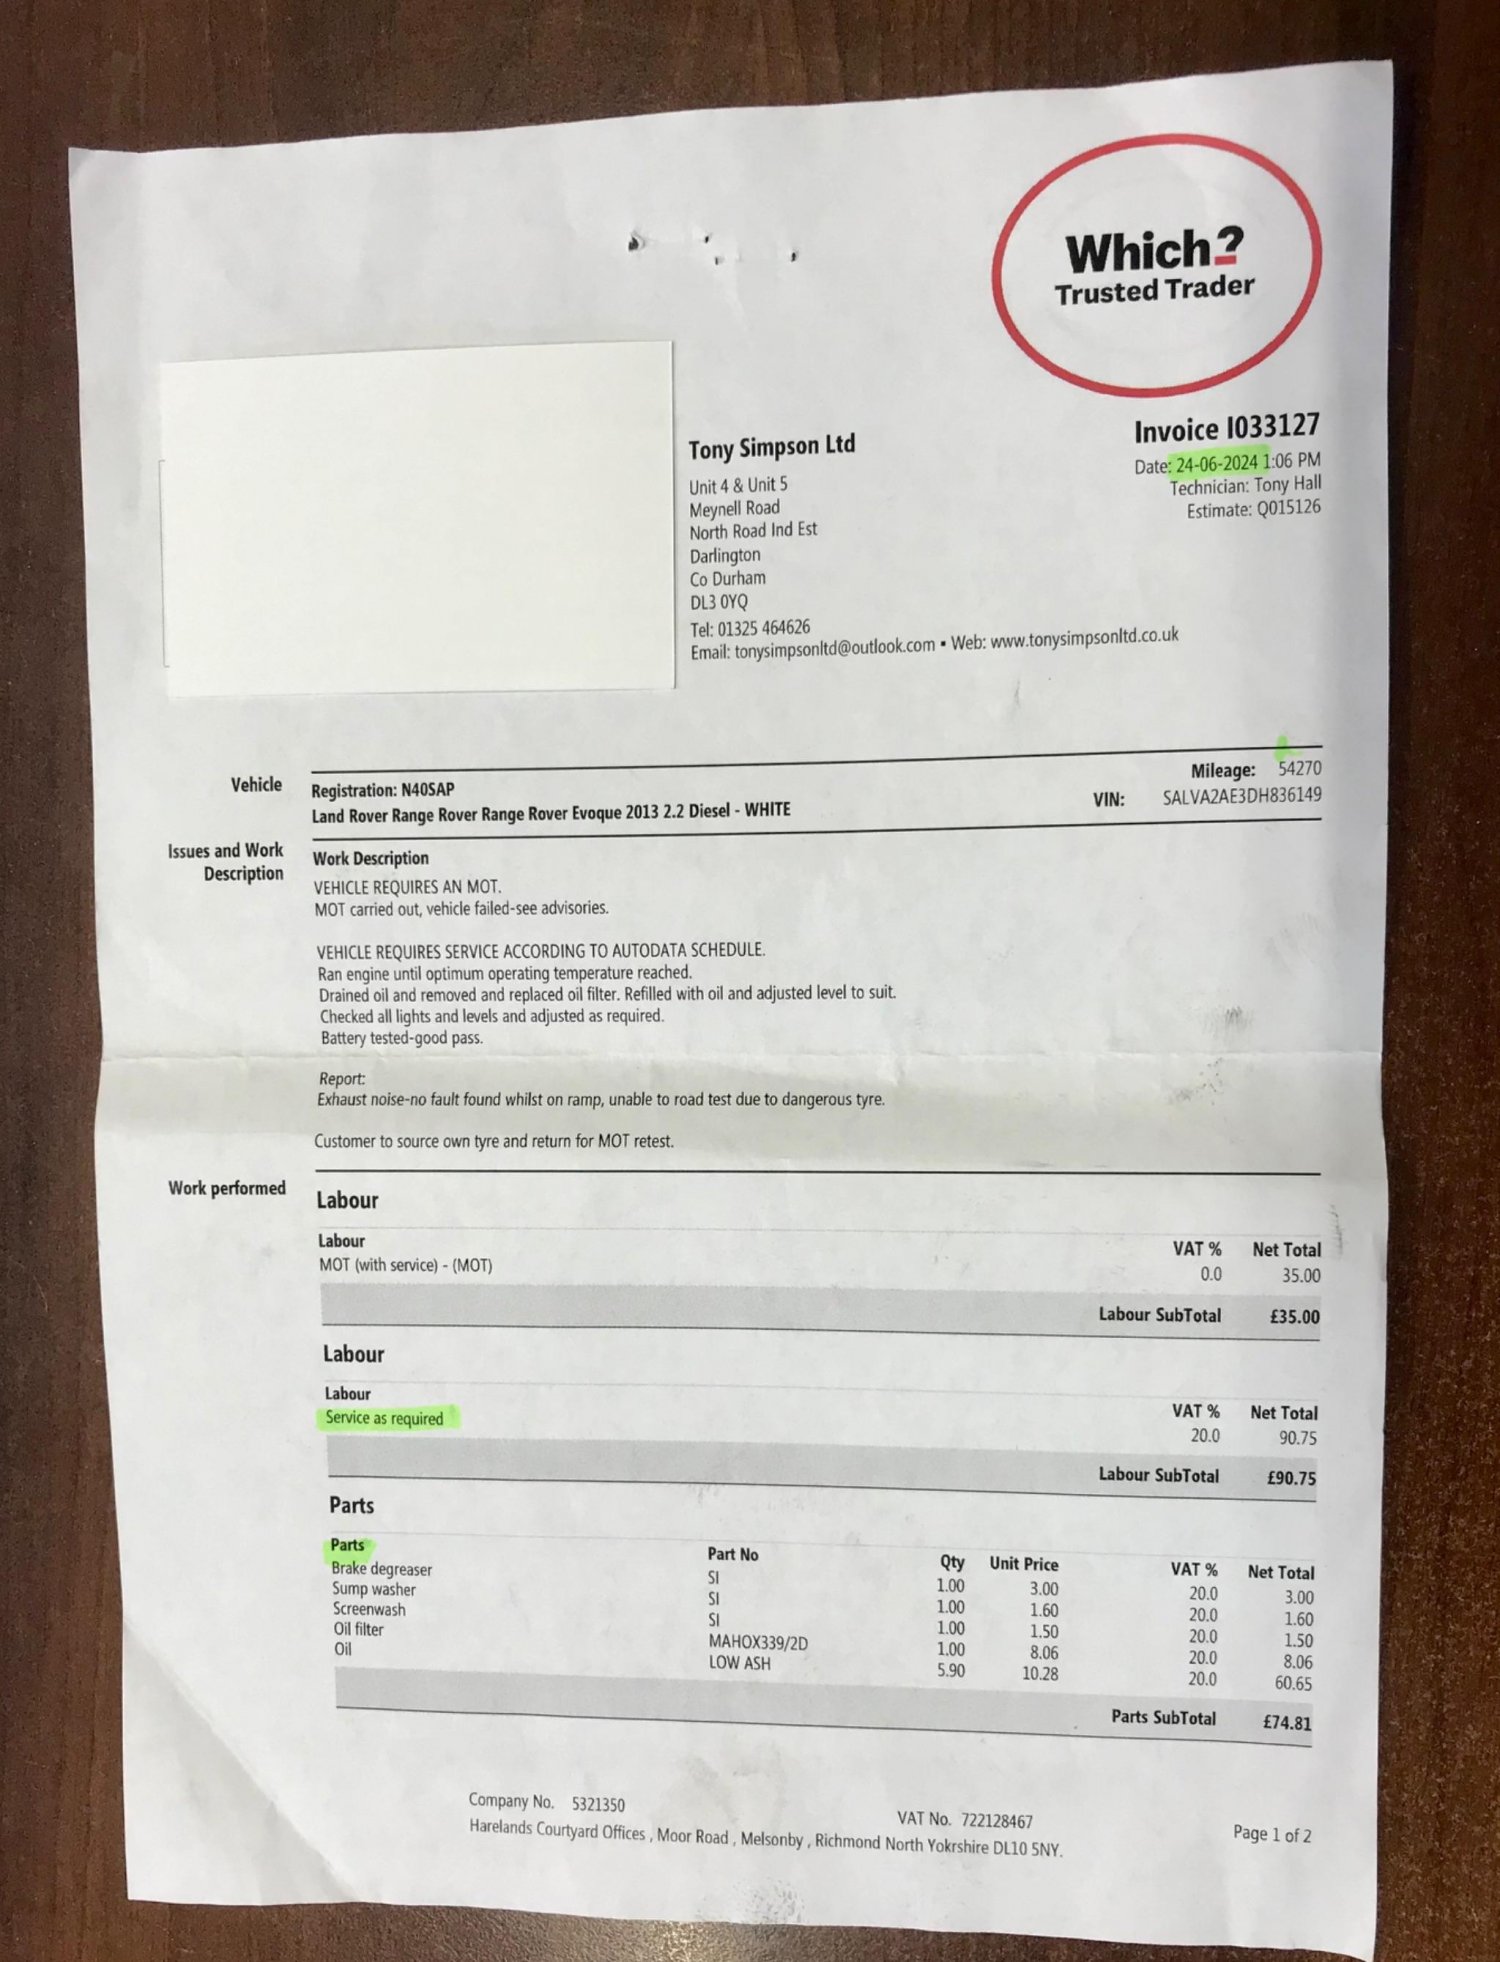 Which?
Trusted Trader
Invoice I033127
Date: 24-06-2024 1:06 PM
Technician: Tony Hall
Estimate: Q015126
Tony Simpson Ltd
Unit 4 & Unit 5
Meynell Road
North Road Ind Est
Darlington
Co Durham
DL3 0YQ
Tel: 01325 464626
Email: tonysimpsonltd@outlook.com ▪ Web: www.tonysimpsonltd.co.uk
Vehicle
Registration: N40SAP
Mileage: 54270
Land Rover Range Rover Range Rover Evoque 2013 2.2 Diesel - WHITE
VIN: SALVA2AE3DH836149
Issues and Work
Description
Work Description
VEHICLE REQUIRES AN MOT.
MOT carried out, vehicle failed-see advisories.
VEHICLE REQUIRES SERVICE ACCORDING TO AUTODATA SCHEDULE.
Ran engine until optimum operating temperature reached.
Drained oil and removed and replaced oil filter. Refilled with oil and adjusted level to suit.
Checked all lights and levels and adjusted as required.
Battery tested-good pass.
Report:
Exhaust noise-no fault found whilst on ramp, unable to road test due to dangerous tyre.
Customer to source own tyre and return for MOT retest.
Work performed
Labour
Labour VAT % Net Total
MOT (with service) - (MOT) 0.0 35.00
Labour SubTotal £35.00
Labour
Labour VAT % Net Total
Service as required 20.0 90.75
Labour SubTotal £90.75
Parts
Parts Part No Qty Unit Price VAT % Net Total
Brake degreaser SI 1.00 3.00 20.0 3.00
Sump washer SI 1.00 1.60 20.0 1.60
Screenwash SI 1.00 1.50 20.0 1.50
Oil filter MAHOX339/2D 1.00 8.06 20.0 8.06
Oil LOW ASH 5.90 10.28 20.0 60.65
Parts SubTotal £74.81
Company No. 5321350 VAT No. 722128467
Harelands Courtyard Offices , Moor Road , Melsonby , Richmond North Yokrshire DL10 5NY.
Page 1 of 2